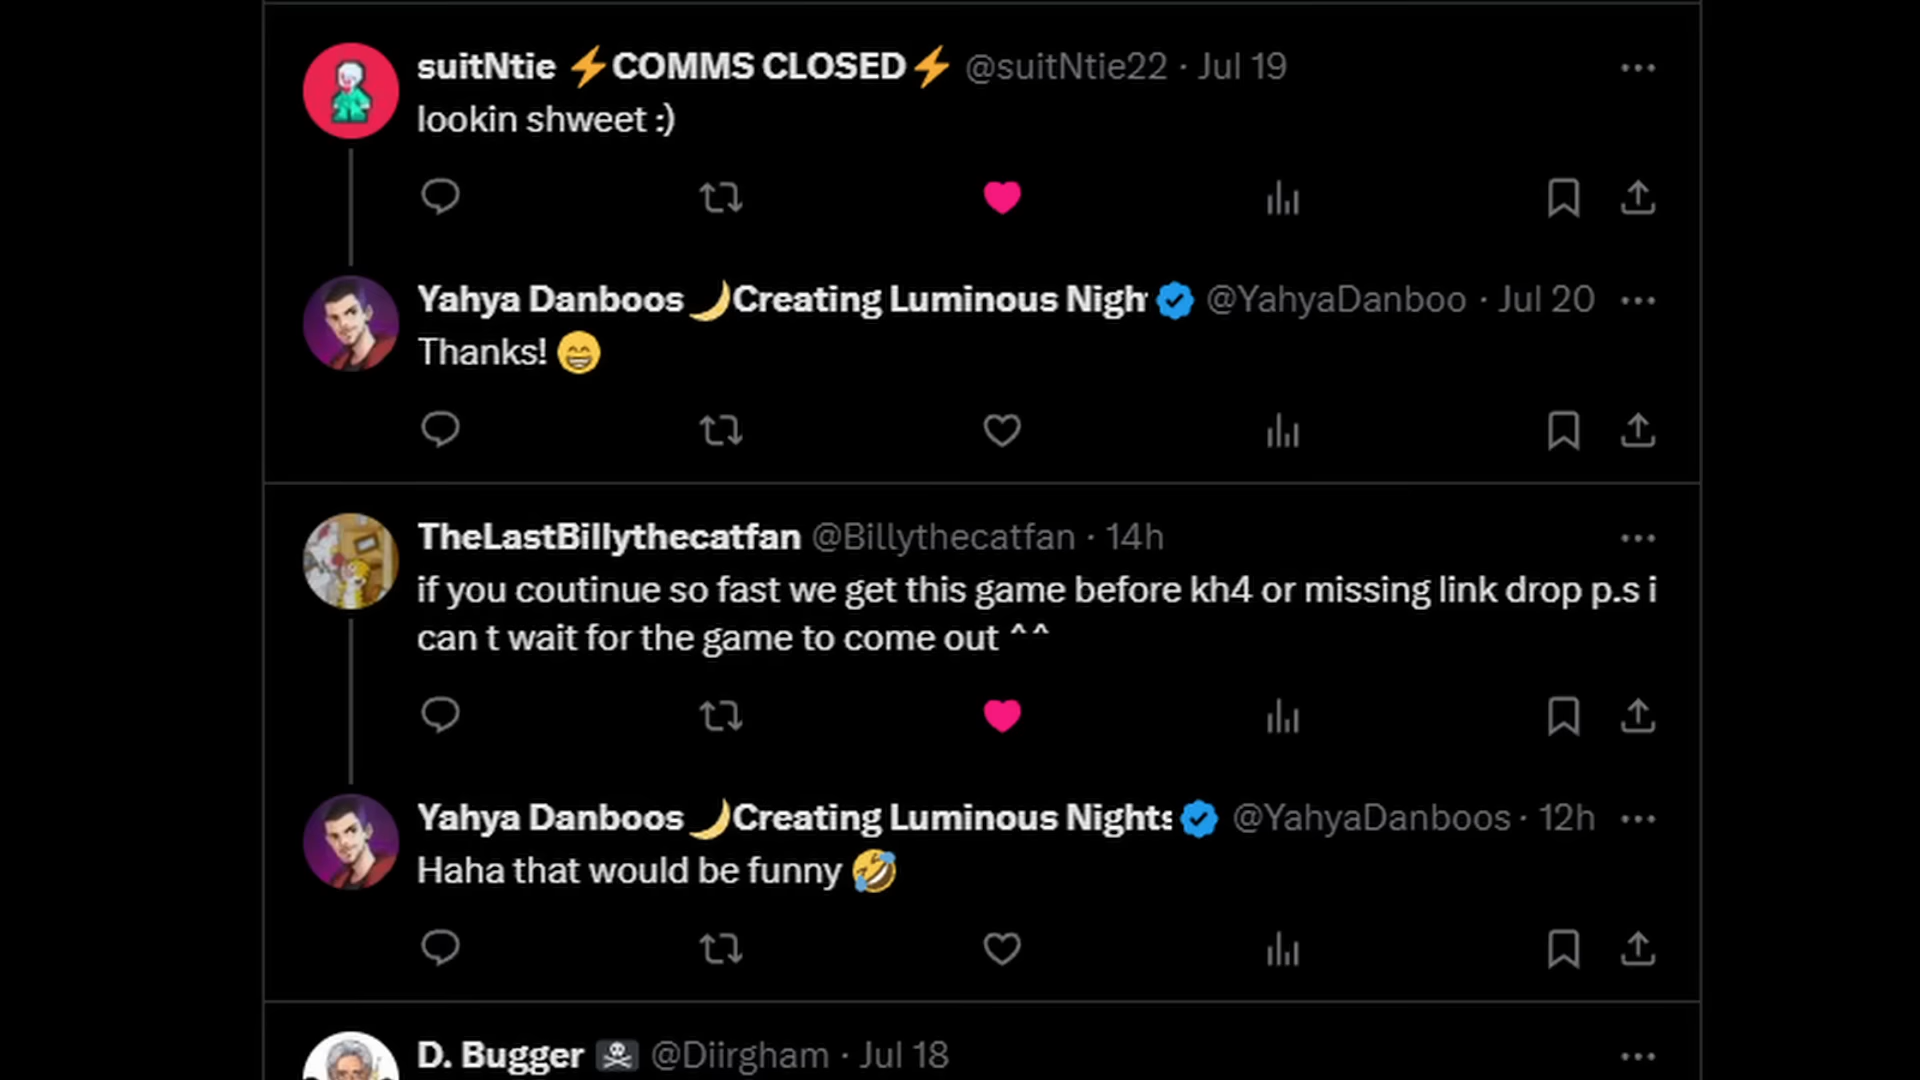 suitNtie ⚡COMMS CLOSED⚡ @suitNtie22 · Jul 19
lookin shweet :)
Yahya Danboos 🌙Creating Luminous Nigh @YahyaDanboo · Jul 20
Thanks! 😁
TheLastBillythecatfan @Billythecatfan · 14h
if you coutinue so fast we get this game before kh4 or missing link drop p.s i
can t wait for the game to come out ^^
Yahya Danboos 🌙Creating Luminous Nights @YahyaDanboos · 12h
Haha that would be funny 🤣
D. Bugger ☠ @Diirgham · Jul 18